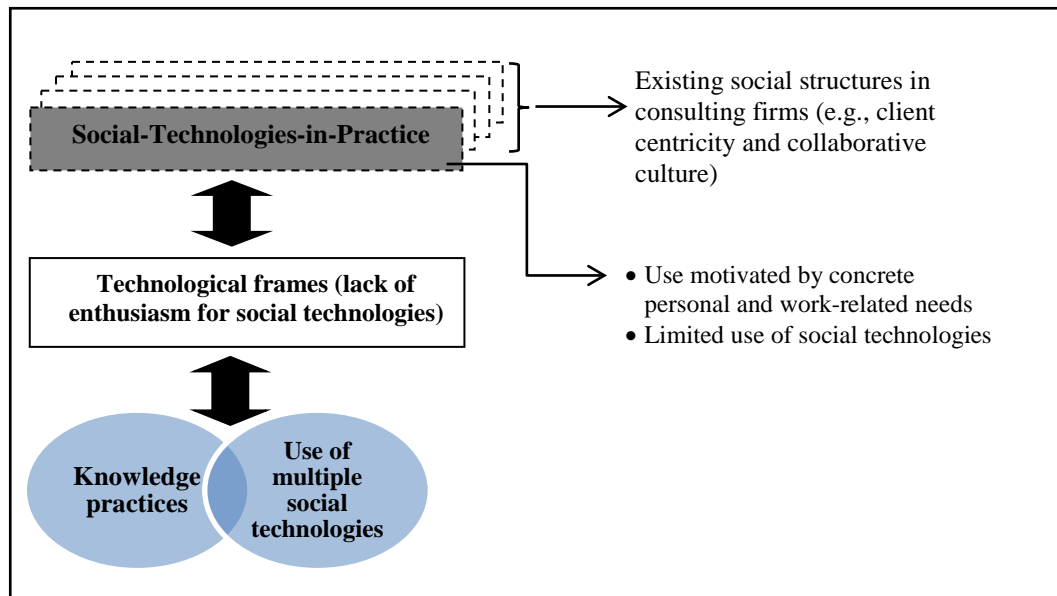 Social-Technologies-in-Practice
Existing social structures in
consulting firms (e.g., client
centricity and collaborative
culture)
Technological frames (lack of
enthusiasm for social technologies)
• Use motivated by concrete
personal and work-related needs
• Limited use of social technologies
Knowledge
practices
Use of
multiple
social
technologies